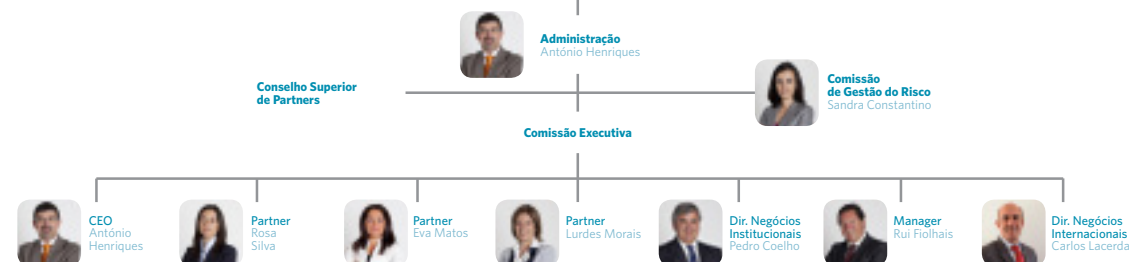 Administração
António Henriques
Conselho Superior
de Partners
Comissão
de Gestão do Risco
Sandra Constantino
Comissão Executiva
CEO
António
Henriques
Partner
Rosa
Silva
Partner
Eva Matos
Partner
Lurdes Morais
Dir. Negócios
Institucionais
Pedro Coelho
Manager
Rui Fiolhais
Dir. Negócios
Internacionais
Carlos Lacerda